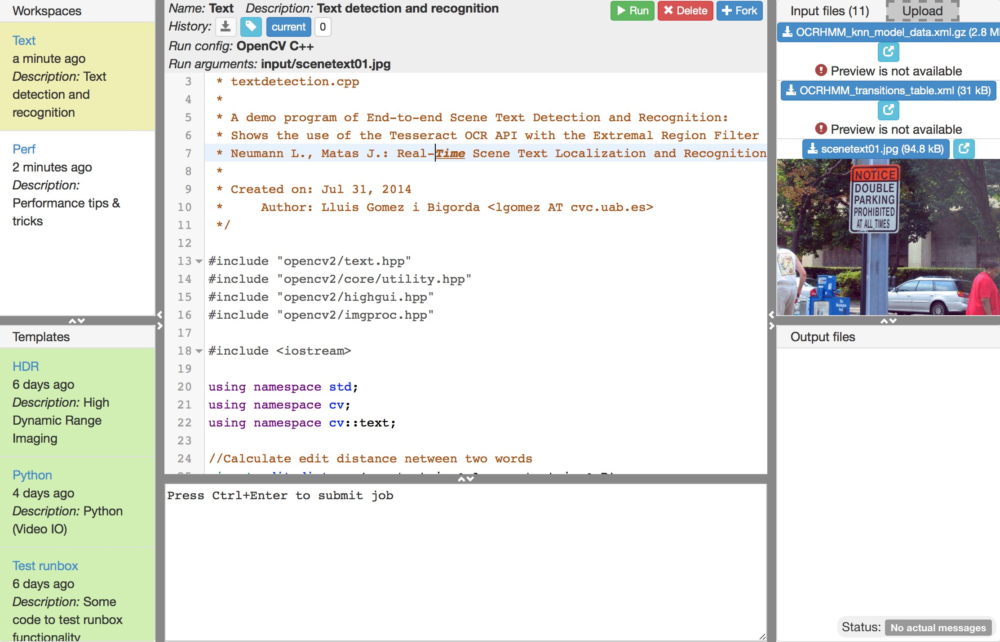 Workspaces
Text
a minute ago
Description: Text
detection and
recognition
Perf
2 minutes ago
Description:
Performance tips &
tricks
Templates
HDR
6 days ago
Description: High
Dynamic Range
Imaging
Python
4 days ago
Description: Python
(Video IO)
Test runbox
6 days ago
Description: Some
code to test runbox
functionality
Name: Text Description: Text detection and recognition
Run Delete Fork
History: current 0
Run config: OpenCV C++
Run arguments: input/scenetext01.jpg
3 * textdetection.cpp
4 *
5 * A demo program of End-to-end Scene Text Detection and Recognition:
6 * Shows the use of the Tesseract OCR API with the Extremal Region Filter
7 * Neumann L., Matas J.: Real-Time Scene Text Localization and Recognition
8 *
9 * Created on: Jul 31, 2014
10 * Author: Lluis Gomez i Bigorda <lgomez AT cvc.uab.es>
11 */
12
13 #include "opencv2/text.hpp"
14 #include "opencv2/core/utility.hpp"
15 #include "opencv2/highgui.hpp"
16 #include "opencv2/imgproc.hpp"
17
18 #include <iostream>
19
20 using namespace std;
21 using namespace cv;
22 using namespace cv::text;
23
24 //Calculate edit distance netween two words
Press Ctrl+Enter to submit job
Input files (11) Upload
OCRHMM_knn_model_data.xml.gz (2.8 M
Preview is not available
OCRHMM_transitions_table.xml (31 kB)
Preview is not available
scenetext01.jpg (94.8 kB)
NOTICE
DOUBLE
PARKING
PROHIBITED
AT ALL TIMES
The
Washington
Post
Output files
Status: No actual messages